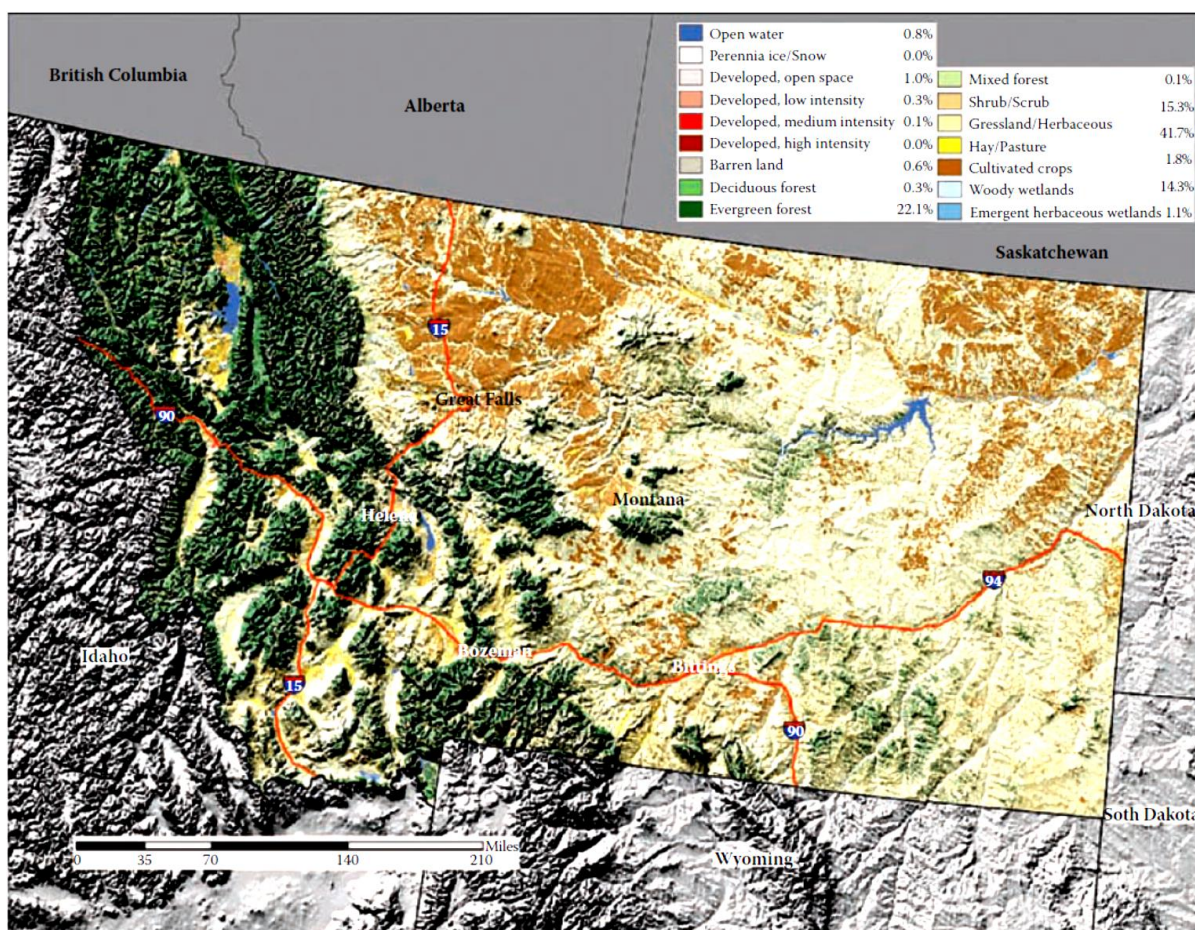 British Columbia
Alberta
Saskatchewan
Open water 0.8%
Perennia ice/Snow 0.0%
Developed, open space 1.0%
Developed, low intensity 0.3%
Developed, medium intensity 0.1%
Developed, high intensity 0.0%
Barren land 0.6%
Deciduous forest 0.3%
Evergreen forest 22.1%
Mixed forest 0.1%
Shrub/Scrub 15.3%
Gressland/Herbaceous 41.7%
Hay/Pasture 1.8%
Cultivated crops 14.3%
Woody wetlands
Emergent herbaceous wetlands 1.1%
15
Great Falls
90
Montana
Helena
North Dakota
94
Idaho
Bozeman
15
90
Soth Dakota
Wyoming
Miles
0 35 70 140 210